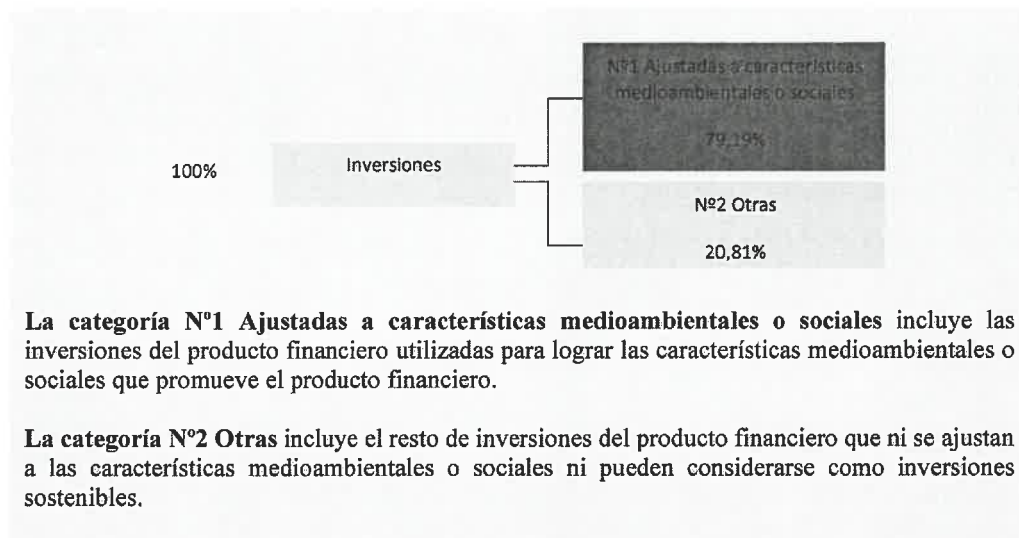 Nº1 Ajustadas a características
medioambientales o sociales
79,19%
100%
Inversiones
Nº2 Otras
20,81%
La categoría Nº1 Ajustadas a características medioambientales o sociales incluye las
inversiones del producto financiero utilizadas para lograr las características medioambientales o
sociales que promueve el producto financiero.
La categoría Nº2 Otras incluye el resto de inversiones del producto financiero que ni se ajustan
a las características medioambientales o sociales ni pueden considerarse como inversiones
sostenibles.